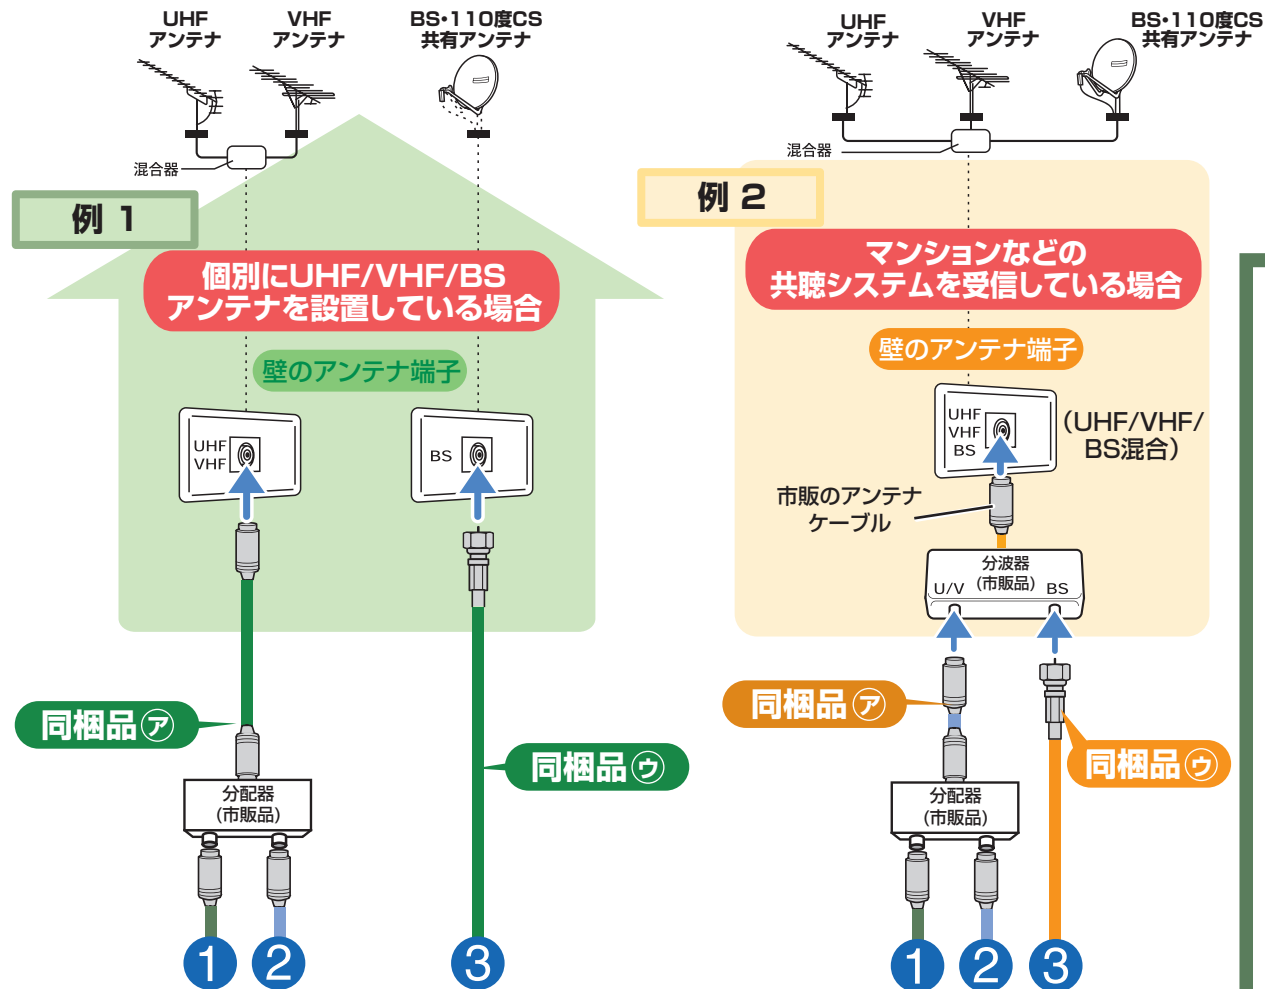 UHF
アンテナ
VHF
アンテナ
BS・110度CS
共有アンテナ
混合器
例 1
個別にUHF/VHF/BS
アンテナを設置している場合
壁のアンテナ端子
UHF
VHF
BS
同梱品㋐
分配器
(市販品)
同梱品㋒
1
2
3
UHF
アンテナ
VHF
アンテナ
BS・110度CS
共有アンテナ
混合器
例 2
マンションなどの
共聴システムを受信している場合
壁のアンテナ端子
UHF
VHF
BS
(UHF/VHF/
BS混合)
市販のアンテナ
ケーブル
分波器
(市販品)
U/V
BS
同梱品㋐
同梱品㋒
分配器
(市販品)
1
2
3